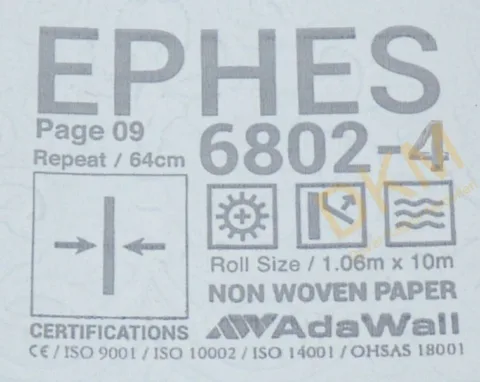 EPHES
Page 09
Repeat / 64cm
6802-4
DKM
Roll Size / 1.06m x 10m
NON WOVEN PAPER
CERTIFICATIONS
AdaWall
CE / ISO 9001 / ISO 10002 / ISO 14001 / OHSAS 18001